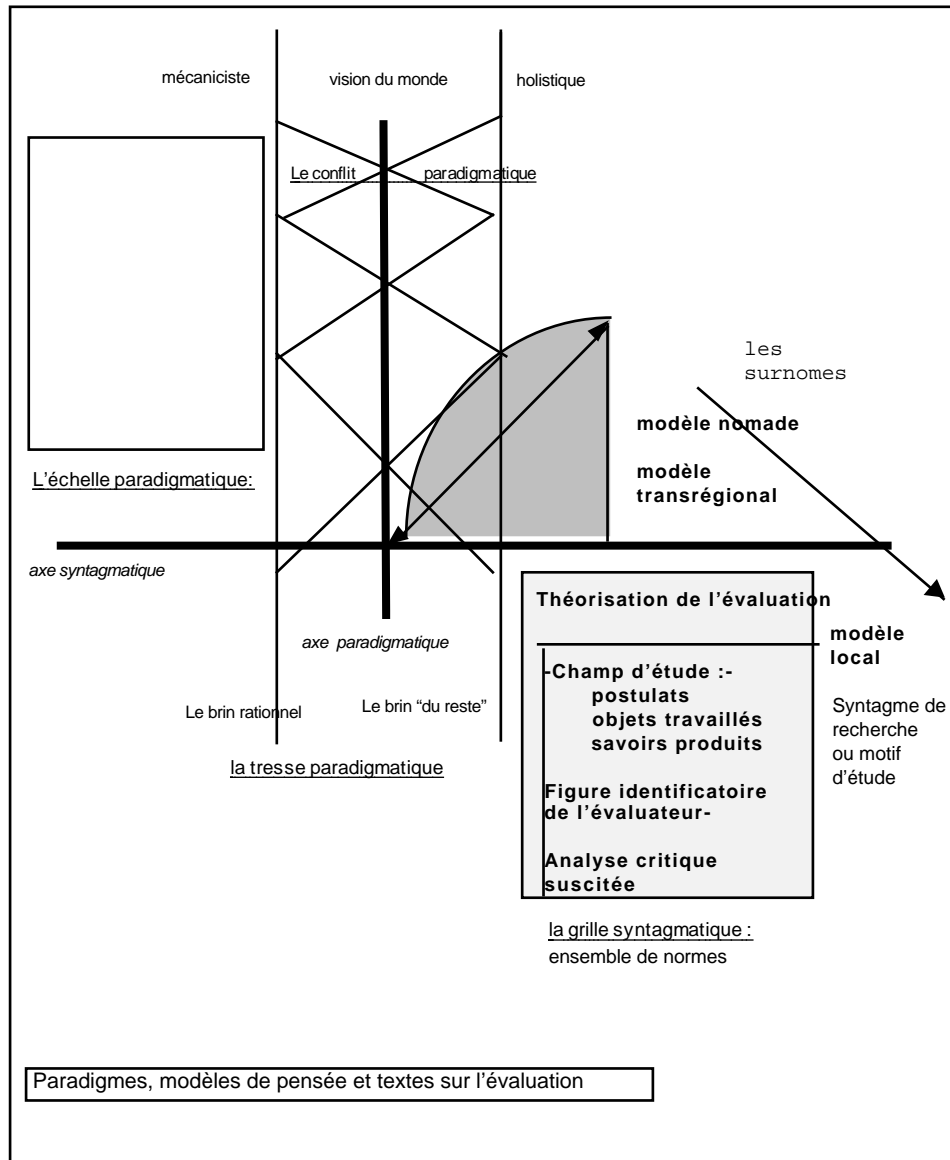 mécaniciste
vision du monde
holistique
Le conflit paradigmatique
les
surnomes
modèle nomade
modèle
transrégional
L'échelle paradigmatique:
axe syntagmatique
axe paradigmatique
Le brin rationnel
Le brin “du reste”
la tresse paradigmatique
Théorisation de l'évaluation
-Champ d'étude :-
postulats
objets travaillés
savoirs produits
Figure identificatoire
de l'évaluateur-
Analyse critique
suscitée
modèle
local
Syntagme de
recherche
ou motif
d'étude
la grille syntagmatique :
ensemble de normes
Paradigmes, modèles de pensée et textes sur l'évaluation